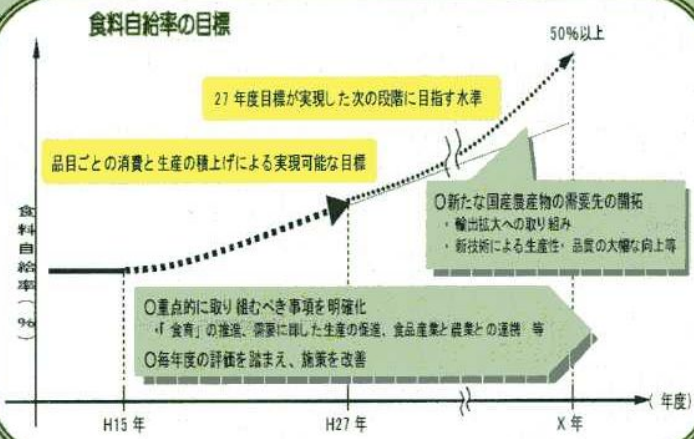 食料自給率の目標
50%以上
27年度目標が実現した次の段階に目指す水準
品目ごとの消費と生産の積上げによる実現可能な目標
〇新たな国産農産物の需要先の開拓
・輸出拡大への取り組み
・新技術による生産性・品質の大幅な向上等
食料自給率(%)
〇重点的に取り組むべき事項を明確化
・「食育」の推進、需要に即した生産の促進、食品産業と農業との連携 等
〇毎年度の評価を踏まえ、施策を改善
(年度)
H15年
H27年
X年